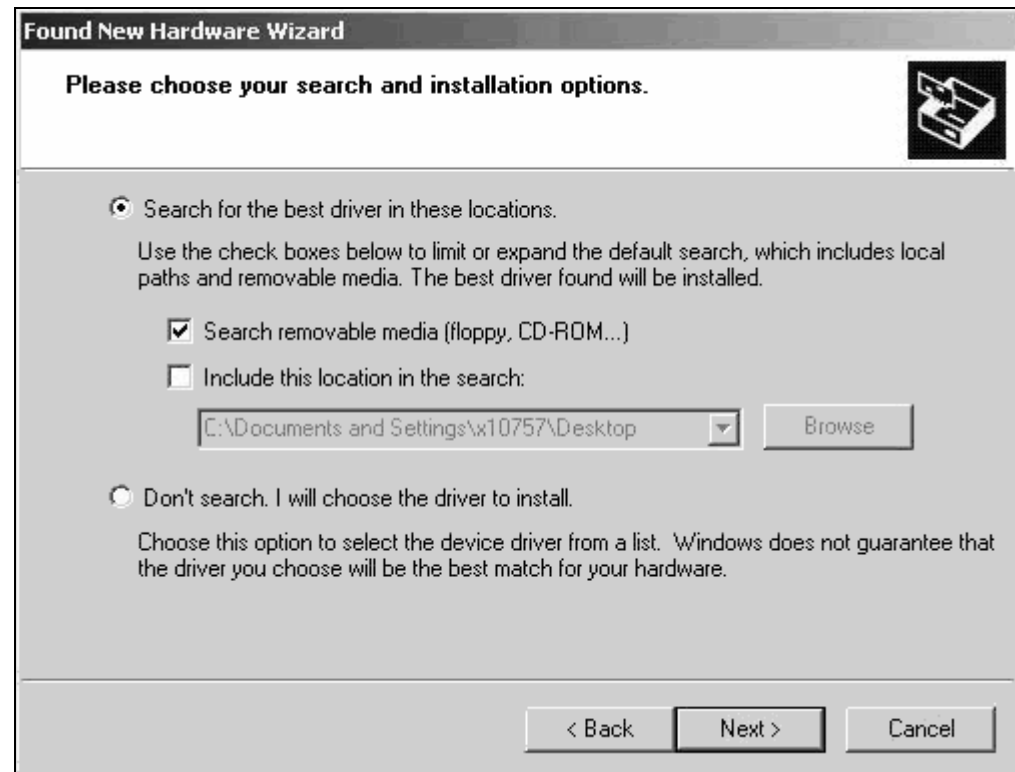 Found New Hardware Wizard
Please choose your search and installation options.
Search for the best driver in these locations.
Use the check boxes below to limit or expand the default search, which includes local
paths and removable media. The best driver found will be installed.
Search removable media (floppy, CD-ROM...)
Include this location in the search:
C:\Documents and Settings\x10757\Desktop
Browse
Don't search. I will choose the driver to install.
Choose this option to select the device driver from a list.  Windows does not guarantee that
the driver you choose will be the best match for your hardware.
< Back
Next >
Cancel